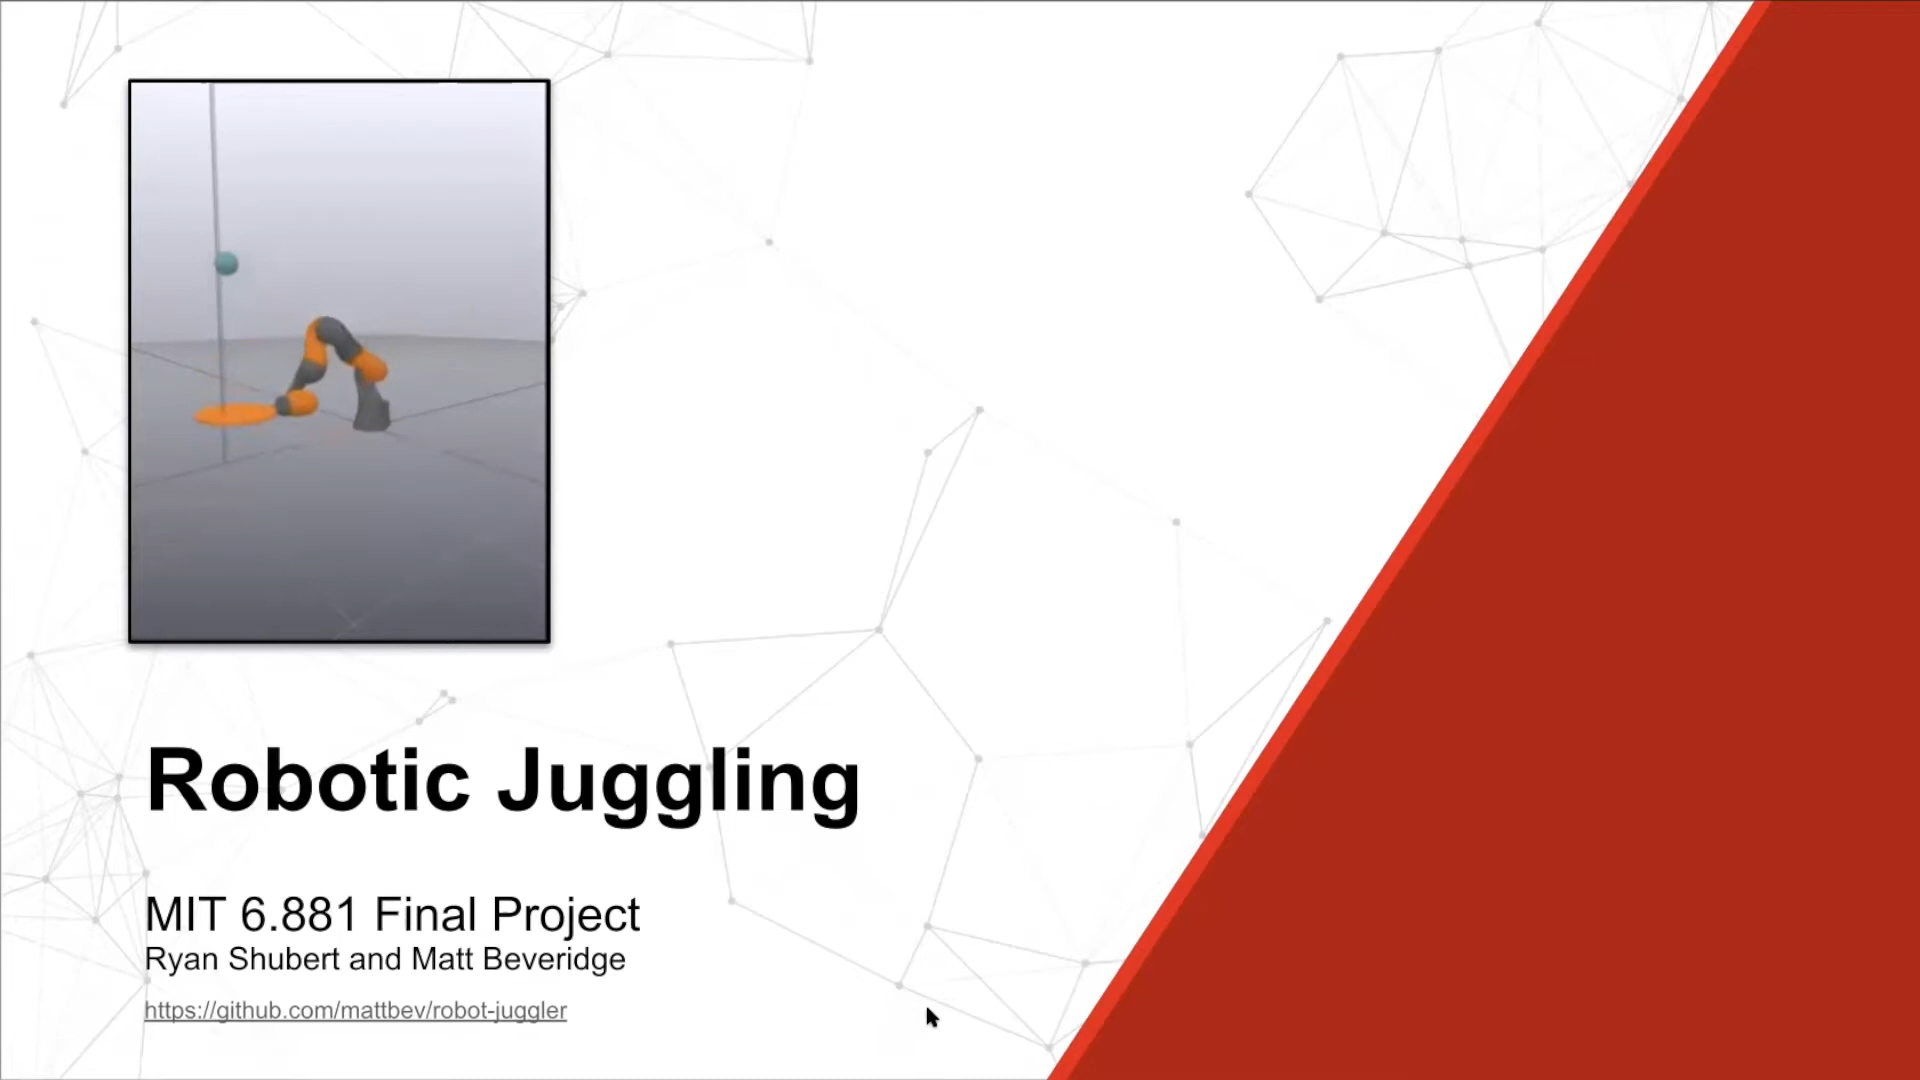 Robotic Juggling
MIT 6.881 Final Project
Ryan Shubert and Matt Beveridge
https://github.com/mattbev/robot-juggler